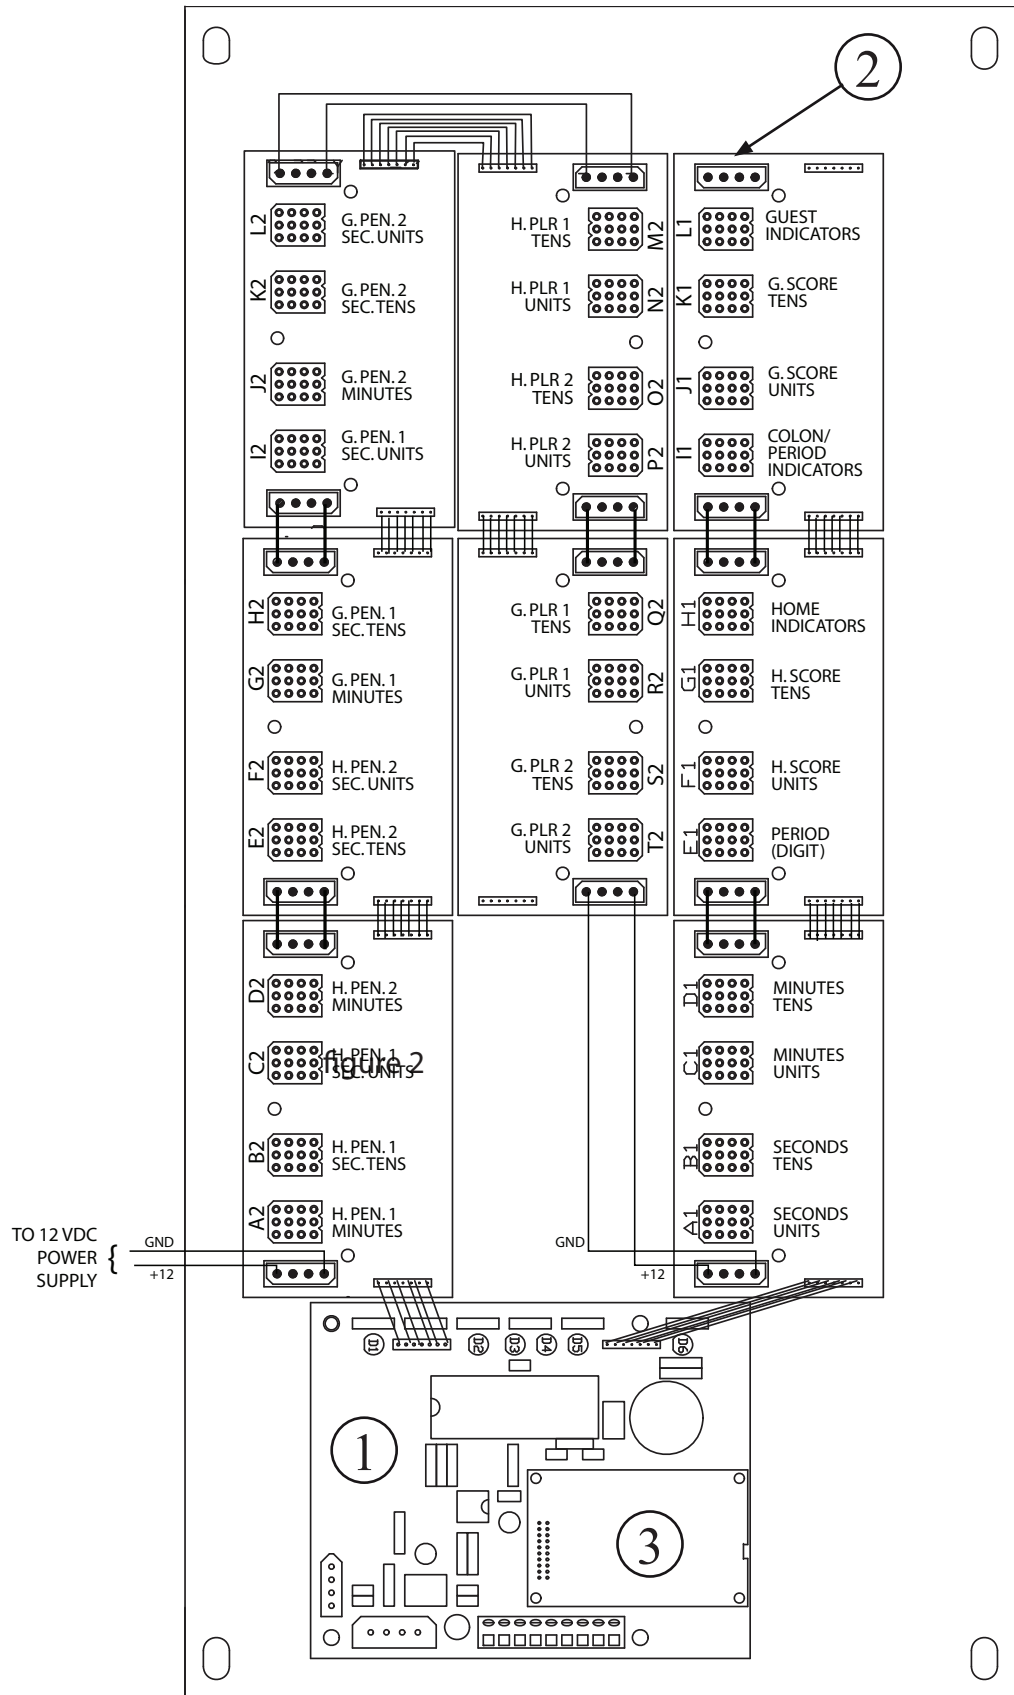 2
L2
G. PEN. 2
SEC. UNITS
K2
G. PEN. 2
SEC. TENS
J2
G. PEN. 2
MINUTES
I2
G. PEN. 1
SEC. UNITS
H. PLR 1
TENS
M2
H. PLR 1
UNITS
N2
H. PLR 2
TENS
O2
H. PLR 2
UNITS
P2
L1
GUEST
INDICATORS
K1
G. SCORE
TENS
J1
G. SCORE
UNITS
I1
COLON/
PERIOD
INDICATORS
H2
G. PEN. 1
SEC. TENS
G2
G. PEN. 1
MINUTES
F2
H. PEN. 2
SEC. UNITS
E2
H. PEN. 2
SEC. TENS
G. PLR 1
TENS
Q2
G. PLR 1
UNITS
R2
G. PLR 2
TENS
S2
G. PLR 2
UNITS
T2
H1
HOME
INDICATORS
G1
H. SCORE
TENS
F1
H. SCORE
UNITS
E1
PERIOD
(DIGIT)
D2
H. PEN. 2
MINUTES
C2
H. PEN. 1
SEC. UNITS
figure 2
B2
H. PEN. 1
SEC. TENS
A2
H. PEN. 1
MINUTES
D1
MINUTES
TENS
C1
MINUTES
UNITS
B1
SECONDS
TENS
A1
SECONDS
UNITS
TO 12 VDC
POWER
SUPPLY
{
GND
+12
GND
+12
D1
D2
D3
D4
D5
D6
1
3